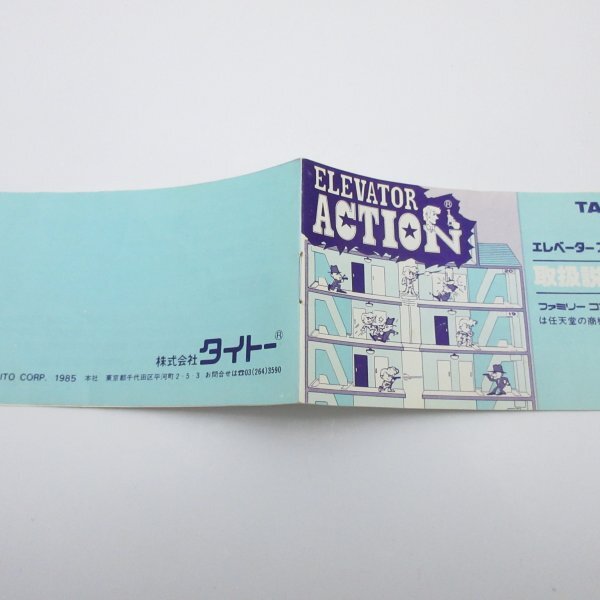 株式会社 タイトー®
ITO CORP. 1985 本社 東京都千代田区平河町2-5-3 お問合せは☎03(264)3590
ELEVATOR
ACTION®
20
19
TA
エレベーターア
取扱説
ファミリー コ
は任天堂の商標